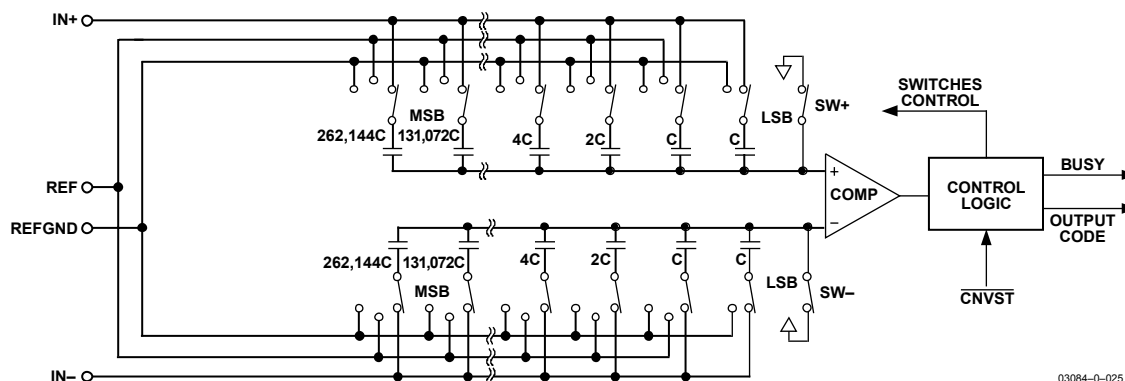 IN+
MSB
262,144C 131,072C
4C
2C
C
C
LSB
SW+
SWITCHES
CONTROL
REF
REFGND
+
COMP
−
CONTROL
LOGIC
BUSY
OUTPUT
CODE
CNVST
262,144C 131,072C
MSB
4C
2C
C
C
LSB
SW−
IN−
03084–0–025